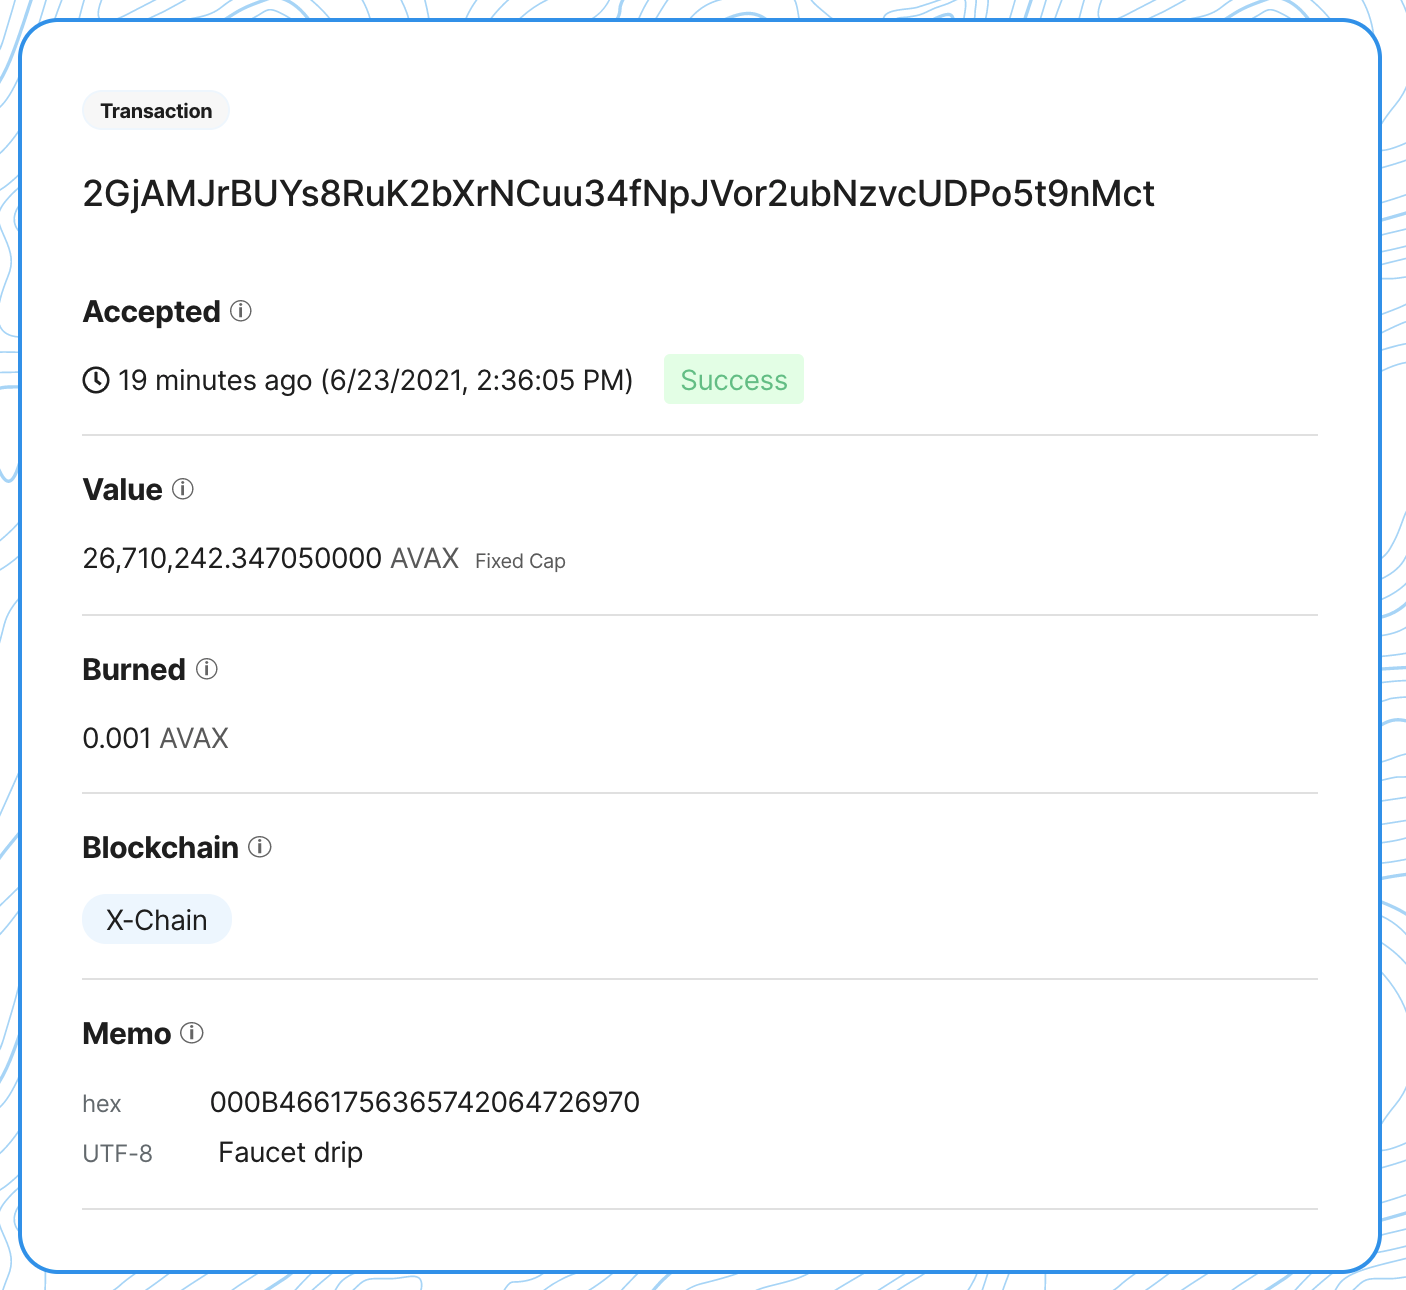 Transaction
2GjAMJrBUYs8RuK2bXrNCuu34fNpJVor2ubNzvcUDPo5t9nMct
Accepted
19 minutes ago (6/23/2021, 2:36:05 PM) Success
Value
26,710,242.347050000 AVAX Fixed Cap
Burned
0.001 AVAX
Blockchain
X-Chain
Memo
hex 000B4661756365742064726970
UTF-8 Faucet drip